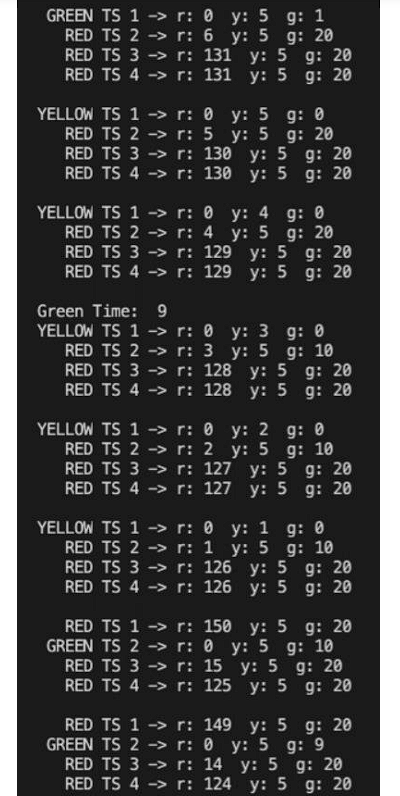 GREEN TS 1 -> r: 0 y: 5 g: 1
RED TS 2 -> r: 6 y: 5 g: 20
RED TS 3 -> r: 131 y: 5 g: 20
RED TS 4 -> r: 131 y: 5 g: 20
YELLOW TS 1 -> r: 0 y: 5 g: 0
RED TS 2 -> r: 5 y: 5 g: 20
RED TS 3 -> r: 130 y: 5 g: 20
RED TS 4 -> r: 130 y: 5 g: 20
YELLOW TS 1 -> r: 0 y: 4 g: 0
RED TS 2 -> r: 4 y: 5 g: 20
RED TS 3 -> r: 129 y: 5 g: 20
RED TS 4 -> r: 129 y: 5 g: 20
Green Time: 9
YELLOW TS 1 -> r: 0 y: 3 g: 0
RED TS 2 -> r: 3 y: 5 g: 10
RED TS 3 -> r: 128 y: 5 g: 20
RED TS 4 -> r: 128 y: 5 g: 20
YELLOW TS 1 -> r: 0 y: 2 g: 0
RED TS 2 -> r: 2 y: 5 g: 10
RED TS 3 -> r: 127 y: 5 g: 20
RED TS 4 -> r: 127 y: 5 g: 20
YELLOW TS 1 -> r: 0 y: 1 g: 0
RED TS 2 -> r: 1 y: 5 g: 10
RED TS 3 -> r: 126 y: 5 g: 20
RED TS 4 -> r: 126 y: 5 g: 20
RED TS 1 -> r: 150 y: 5 g: 20
GREEN TS 2 -> r: 0 y: 5 g: 10
RED TS 3 -> r: 15 y: 5 g: 20
RED TS 4 -> r: 125 y: 5 g: 20
RED TS 1 -> r: 149 y: 5 g: 20
GREEN TS 2 -> r: 0 y: 5 g: 9
RED TS 3 -> r: 14 y: 5 g: 20
RED TS 4 -> r: 124 y: 5 g: 20